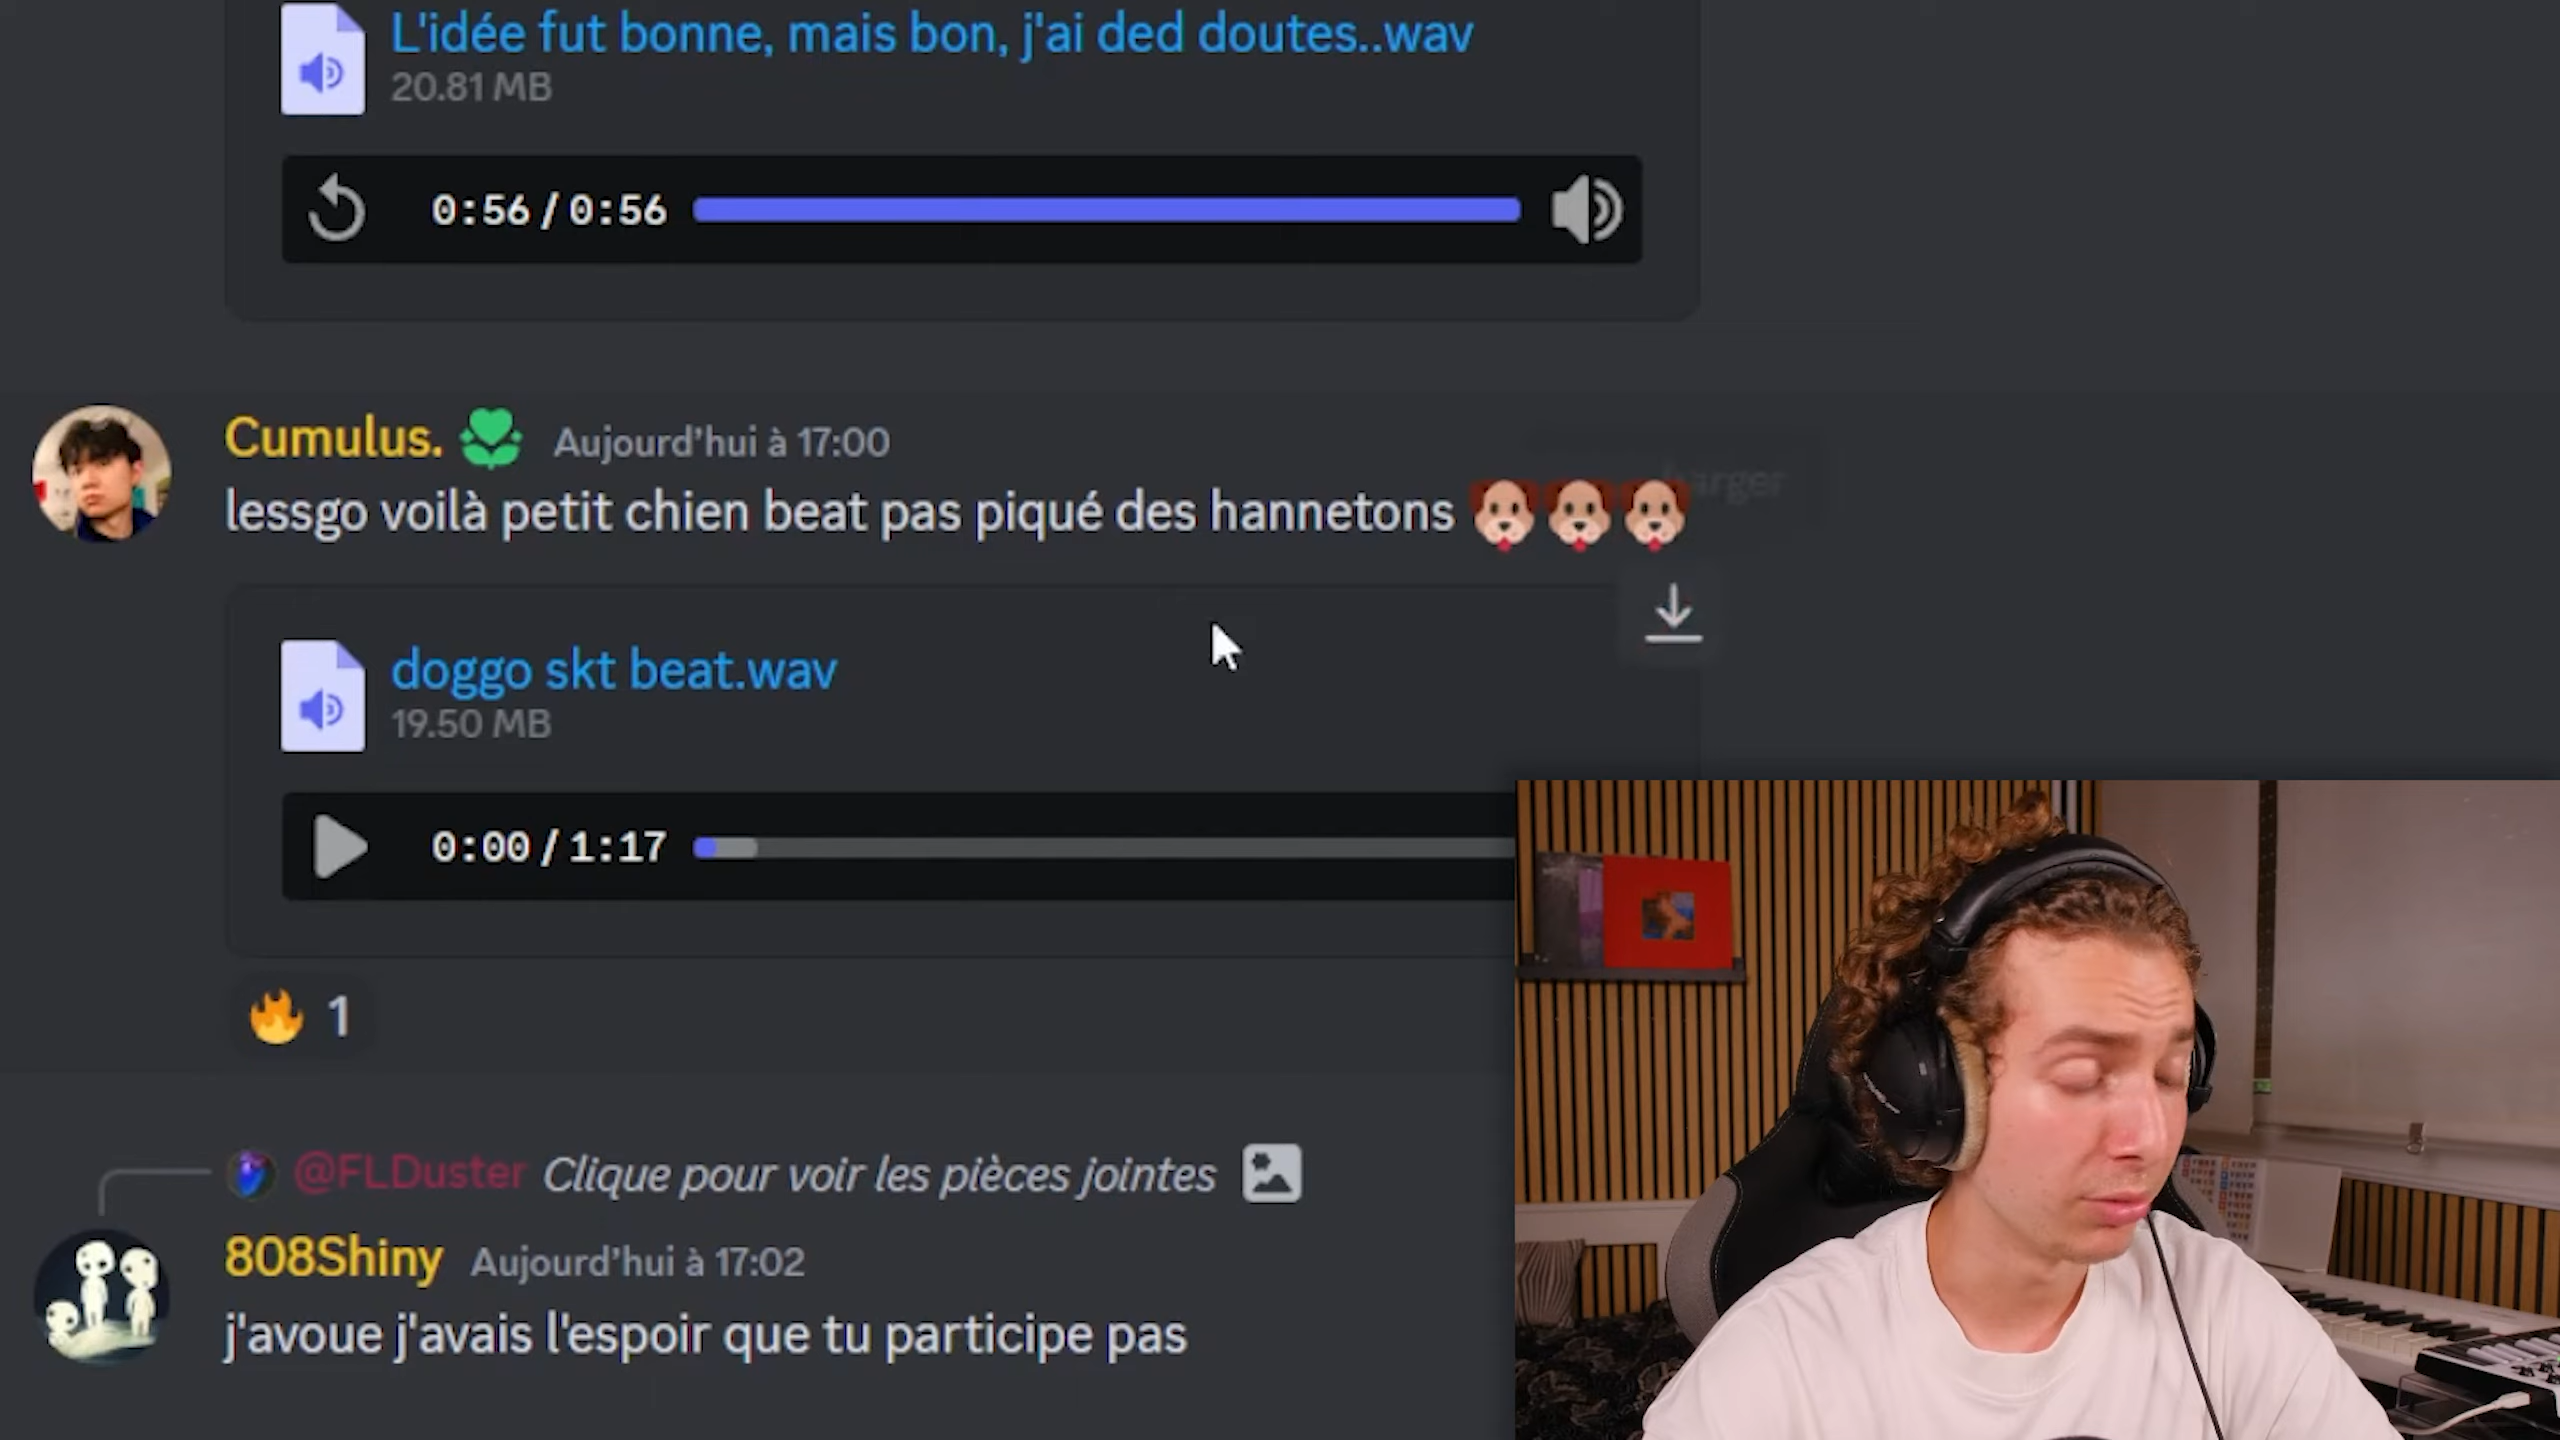 L'idée fut bonne, mais bon, j'ai ded doutes..wav
20.81 MB
0:56 / 0:56
Cumulus. Aujourd'hui à 17:00
lessgo voilà petit chien beat pas piqué des hannetons 🐶🐶🐶
doggo skt beat.wav
19.50 MB
0:00 / 1:17
🔥 1
@FLDuster Clique pour voir les pièces jointes
808Shiny Aujourd'hui à 17:02
j'avoue j'avais l'espoir que tu participe pas